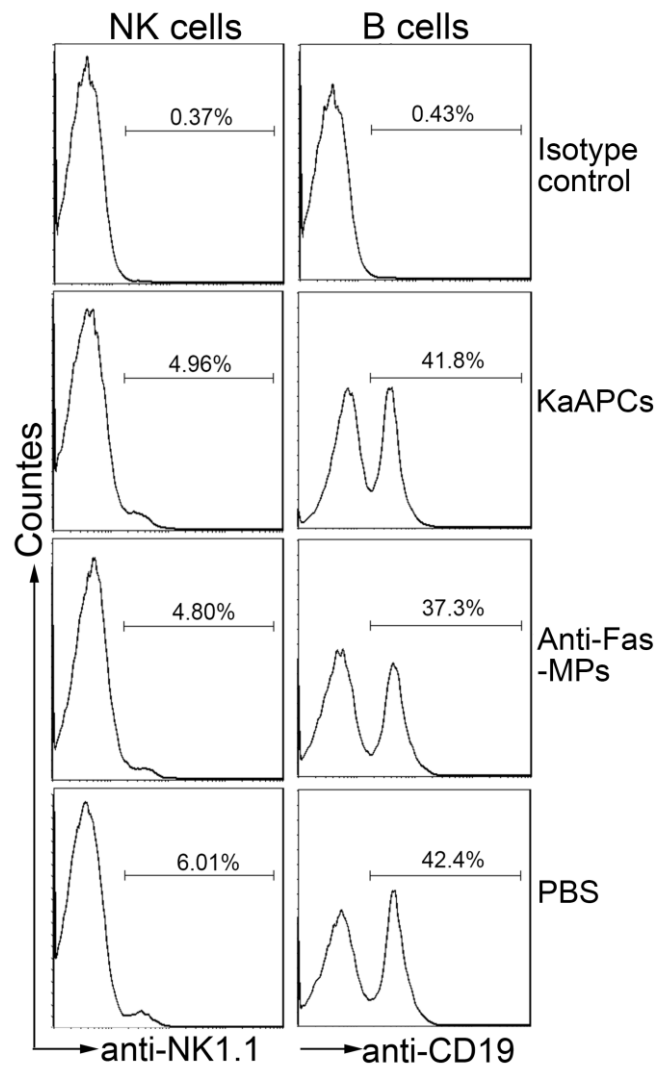 NK cells
B cells
0.37%
0.43%
Isotype
control
4.96%
41.8%
KaAPCs
Countes
4.80%
37.3%
Anti-Fas
-MPs
6.01%
42.4%
PBS
anti-NK1.1
anti-CD19